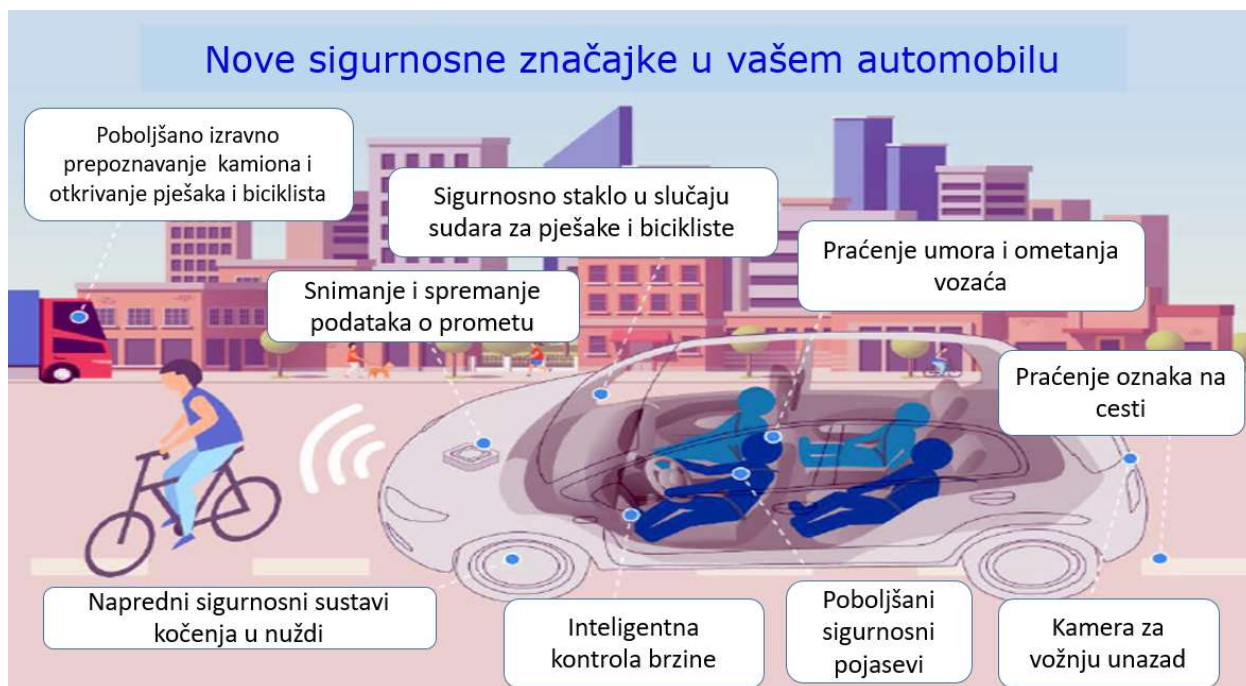 Nove sigurnosne značajke u vašem automobilu
Poboljšano izravno
prepoznavanje kamiona i
otkrivanje pješaka i biciklista
Sigurnosno staklo u slučaju
sudara za pješake i bicikliste
Praćenje umora i ometanja
vozaća
Snimanje i spremanje
podataka o prometu
Praćenje oznaka na
cesti
Napredni sigurnosni sustavi
kočenja u nuždi
Inteligentna
kontrola brzine
Poboljšani
sigurnosni
pojasevi
Kamera za
vožnju unazad